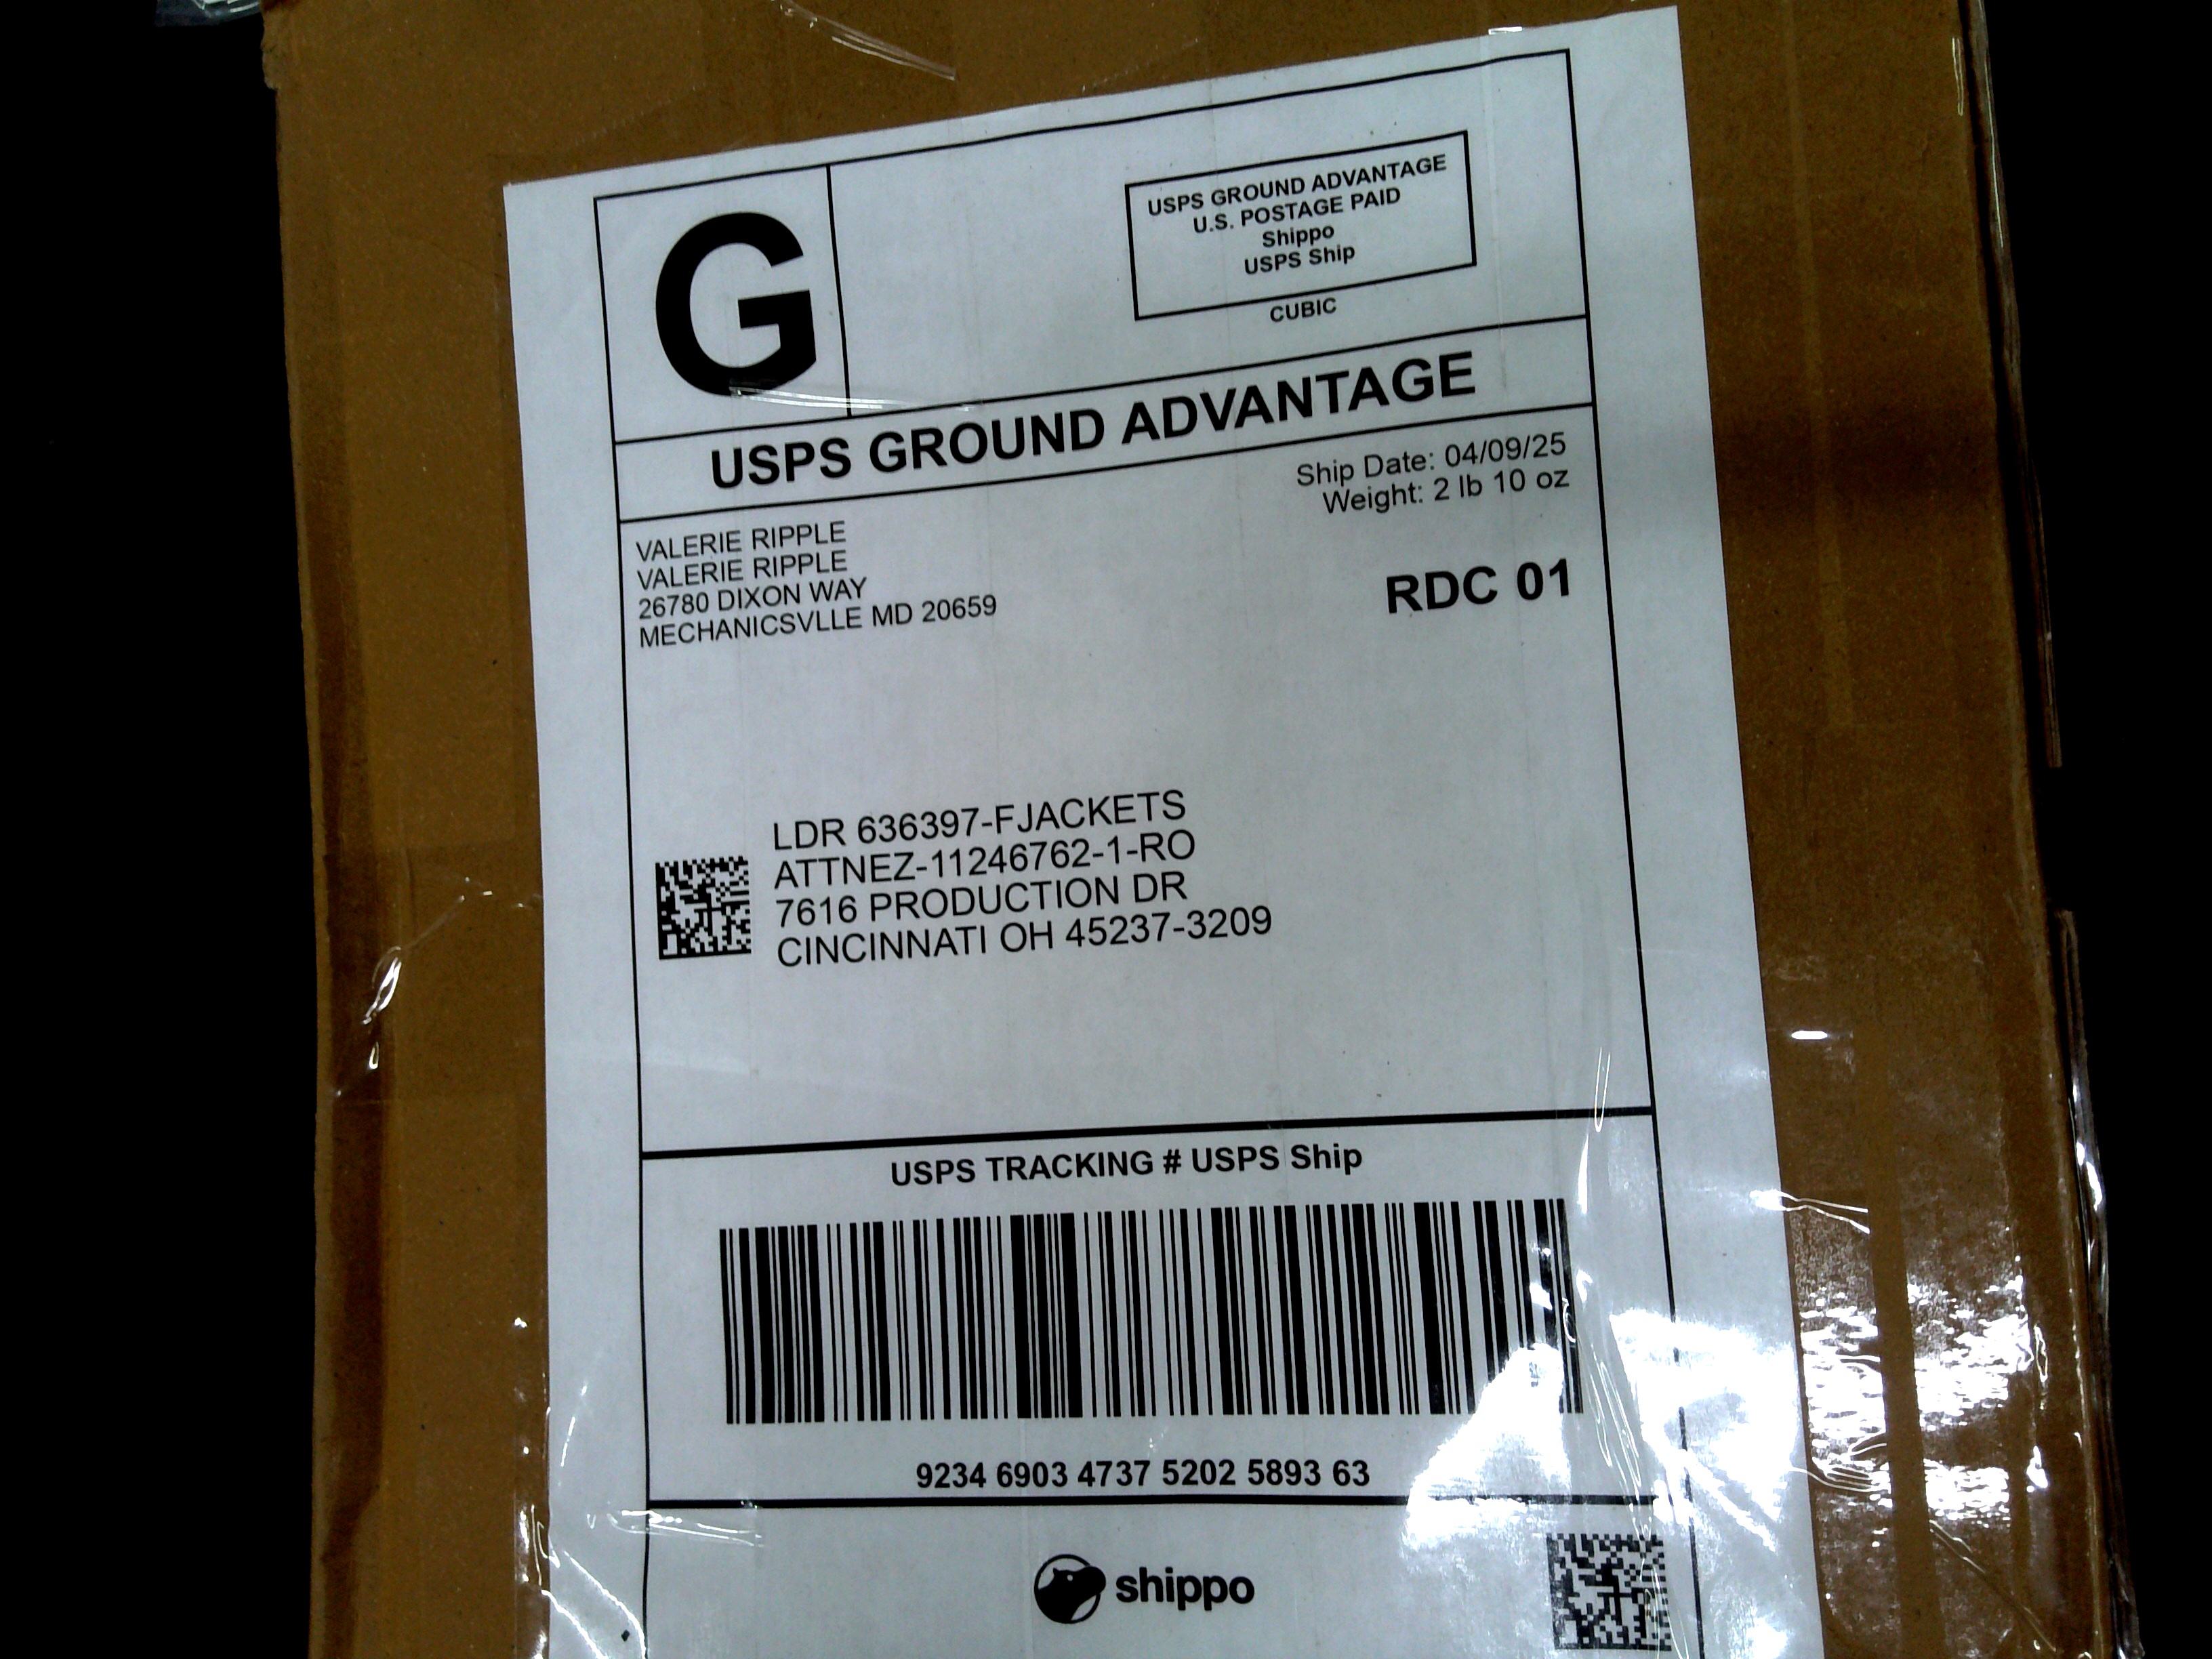 G
USPS GROUND ADVANTAGE
U.S. POSTAGE PAID
Shippo
USPS Ship
CUBIC
USPS GROUND ADVANTAGE
Ship Date: 04/09/25
Weight: 2 lb 10 oz
VALERIE RIPPLE
VALERIE RIPPLE
26780 DIXON WAY
MECHANICSVLLE MD 20659
RDC 01
LDR 636397-FJACKETS
ATTNEZ-11246762-1-RO
7616 PRODUCTION DR
CINCINNATI OH 45237-3209
USPS TRACKING # USPS Ship
9234 6903 4737 5202 5893 63
shippo